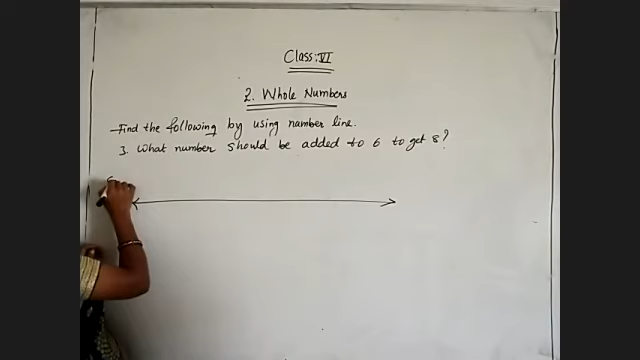 Class: VI
2. Whole Numbers
Find the following by using number line.
3. What number should be added to 6 to get 8?